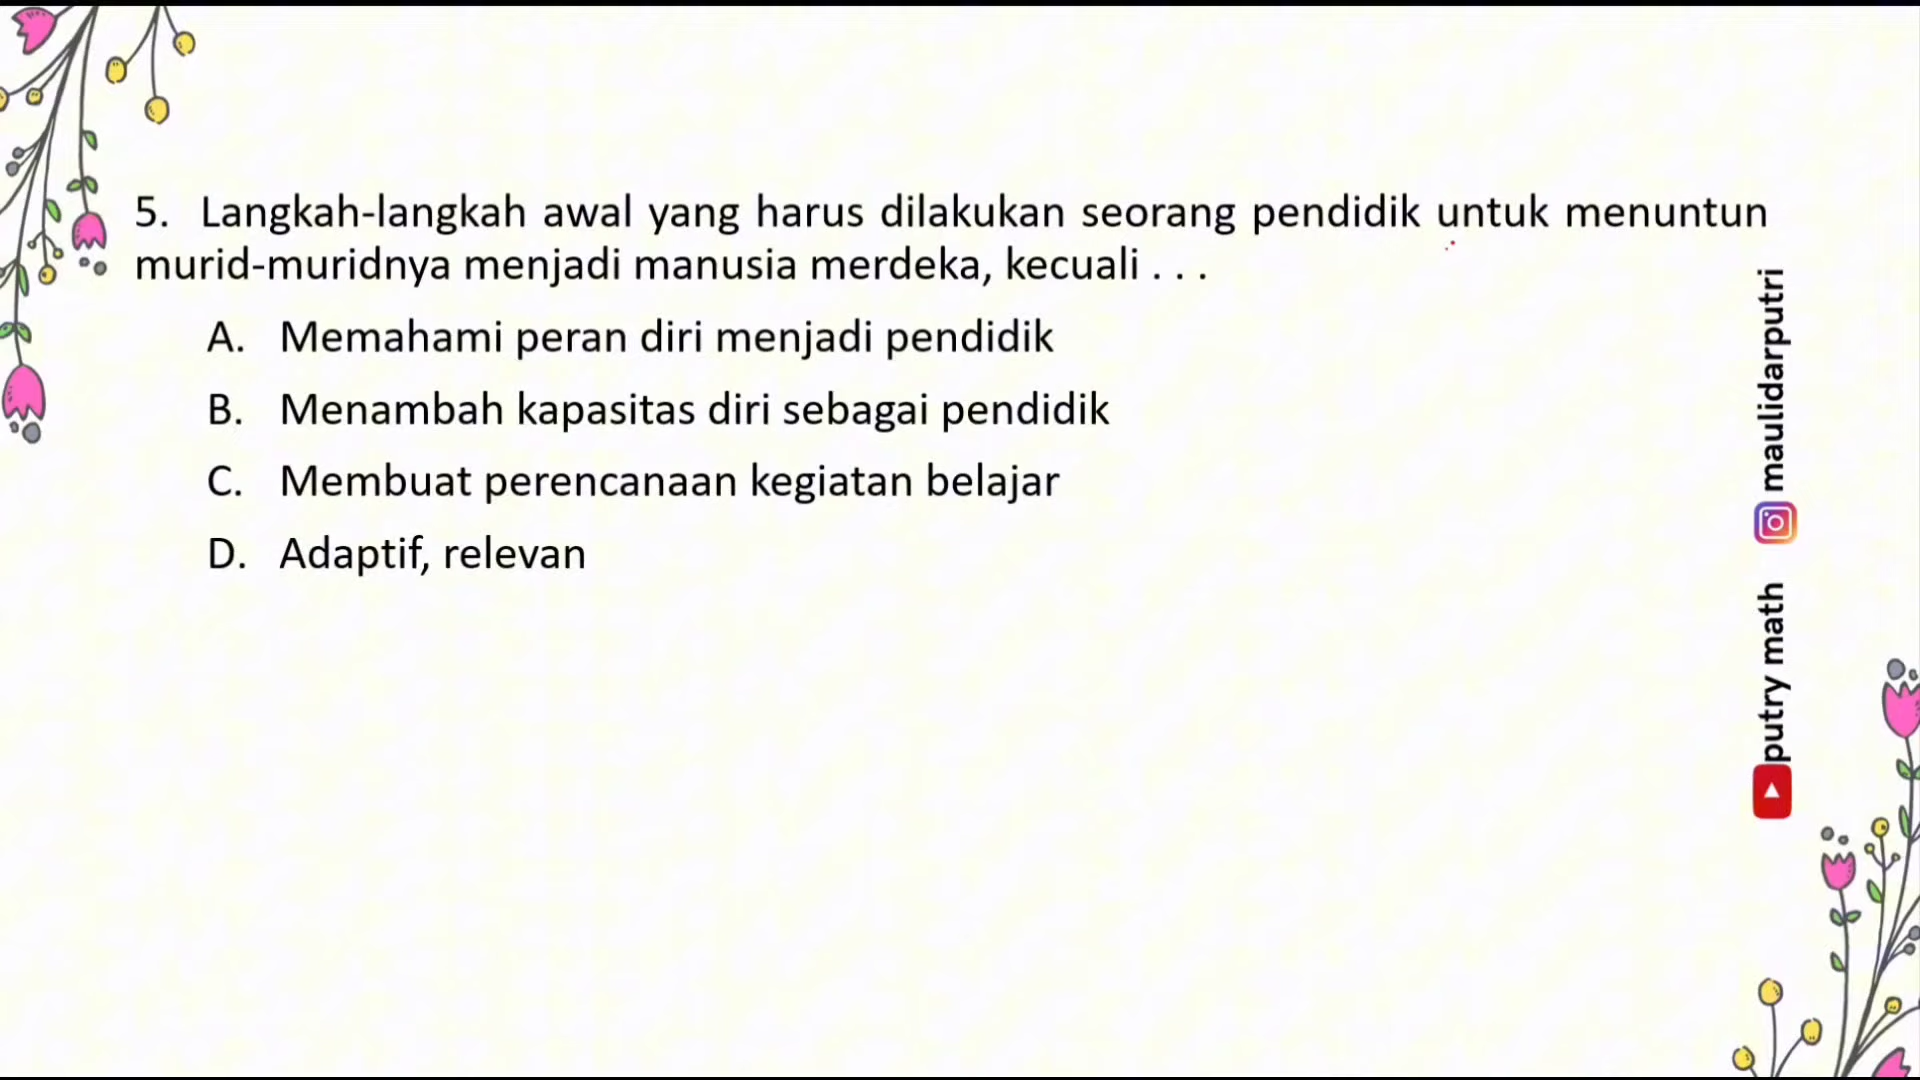 5. Langkah-langkah awal yang harus dilakukan seorang pendidik untuk menuntun
murid-muridnya menjadi manusia merdeka, kecuali . . .
A. Memahami peran diri menjadi pendidik
B. Menambah kapasitas diri sebagai pendidik
C. Membuat perencanaan kegiatan belajar
D. Adaptif, relevan
maulidarputri
putry math